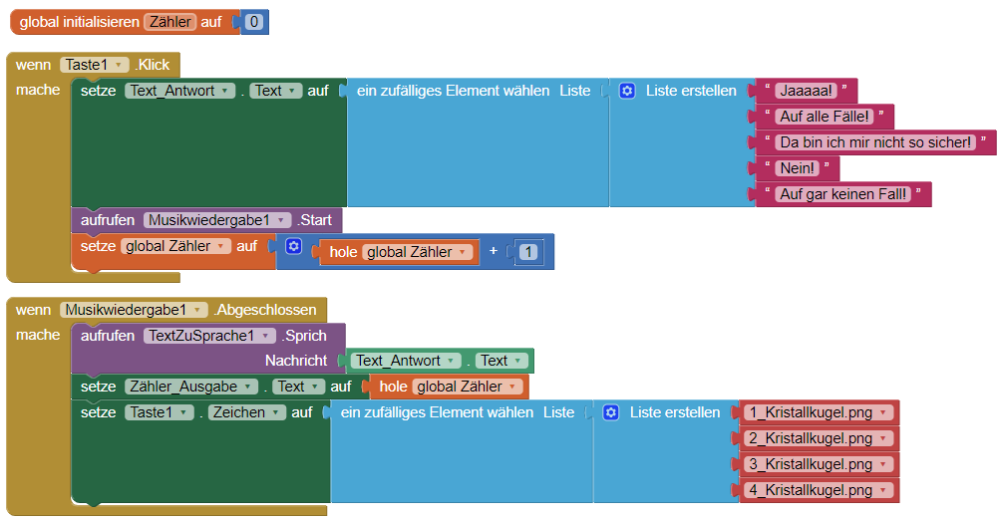 global initialisieren Zähler auf 0
wenn Taste1 .Klick
mache setze Text_Antwort . Text auf ein zufälliges Element wählen Liste Liste erstellen “ Jaaaaa! ”
“ Auf alle Fälle! ”
“ Da bin ich mir nicht so sicher! ”
“ Nein! ”
“ Auf gar keinen Fall! ”
aufrufen Musikwiedergabe1 .Start
setze global Zähler auf hole global Zähler + 1
wenn Musikwiedergabe1 .Abgeschlossen
mache aufrufen TextZuSprache1 .Sprich
Nachricht Text_Antwort . Text
setze Zähler_Ausgabe . Text auf hole global Zähler
setze Taste1 . Zeichen auf ein zufälliges Element wählen Liste Liste erstellen 1_Kristallkugel.png
2_Kristallkugel.png
3_Kristallkugel.png
4_Kristallkugel.png